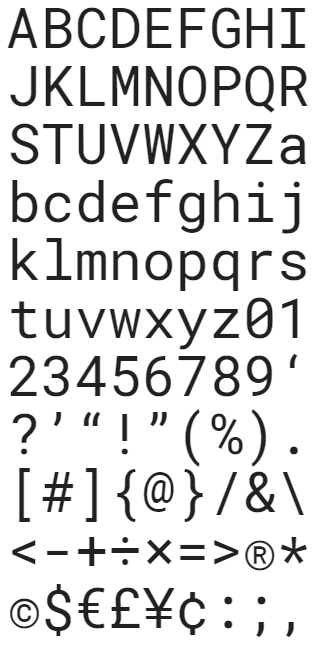 ABCDEFGHI
JKLMNOPQR
STUVWXYZa
bcdefghij
klmnopqrs
tuvwxyz01
23456789‘
?’“!”(%).
[#]{@}/&\
<-+÷×=>®*
©$€£¥¢:;,